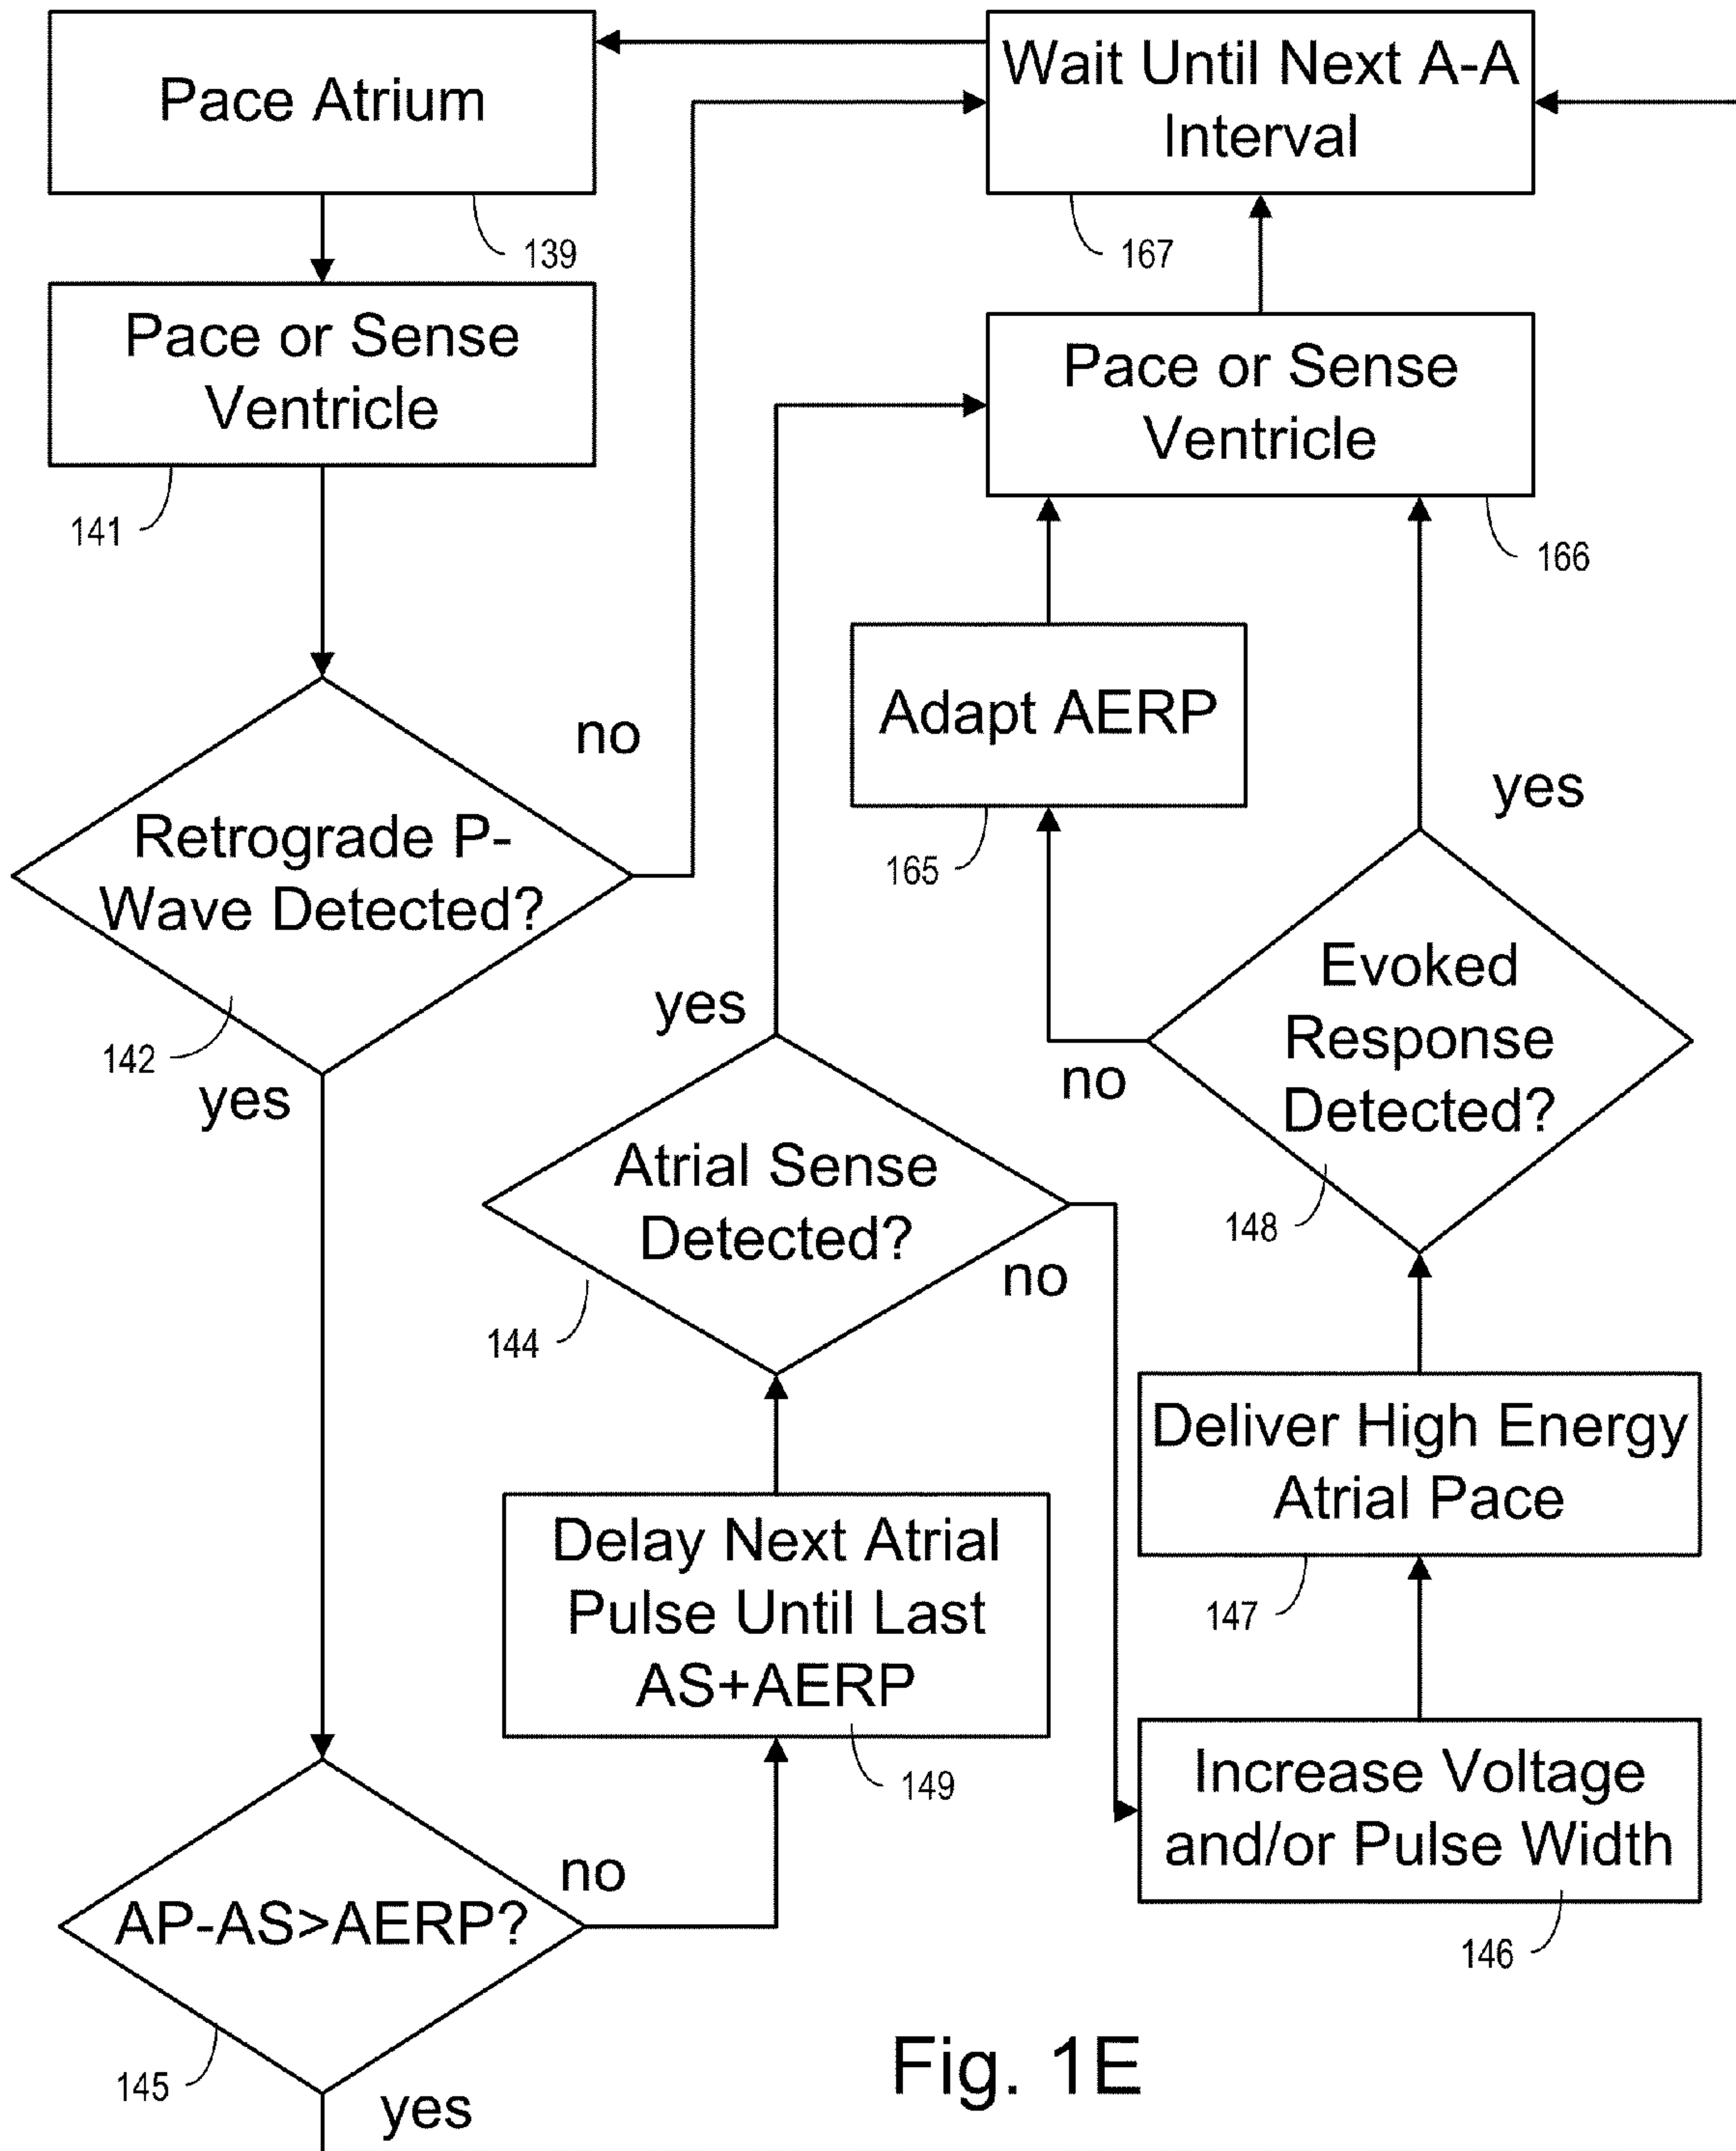 Pace Atrium
139
Wait Until Next A-A
Interval
167
Pace or Sense
Ventricle
141
Pace or Sense
Ventricle
166
Adapt AERP
165
Retrograde P-
Wave Detected?
142
no
yes
Evoked
Response
Detected?
148
yes
no
Atrial Sense
Detected?
144
yes
no
Deliver High Energy
Atrial Pace
147
Delay Next Atrial
Pulse Until Last
AS+AERP
149
Increase Voltage
and/or Pulse Width
146
AP-AS>AERP?
145
no
yes
Fig. 1E